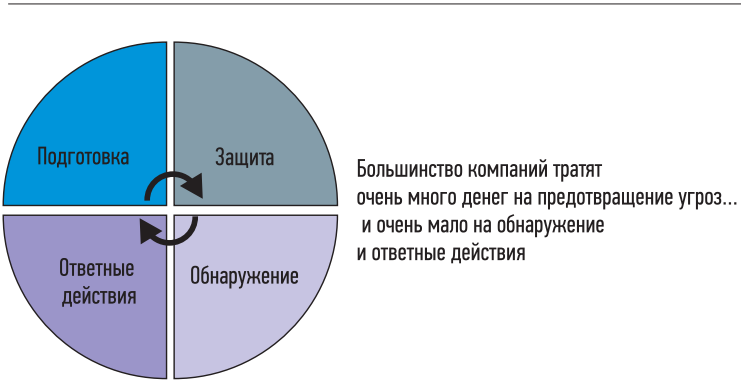 Подготовка
Защита
Ответные
действия
Обнаружение
Большинство компаний тратят
очень много денег на предотвращение угроз...
и очень мало на обнаружение
и ответные действия